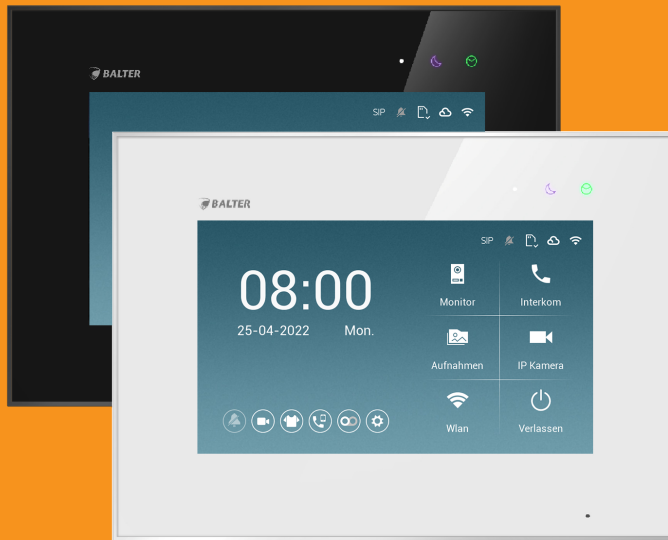 BALTER
SIP
BALTER
SIP
08:00
25-04-2022 Mon.
Monitor Interkom
Aufnahmen IP Kamera
Wlan Verlassen